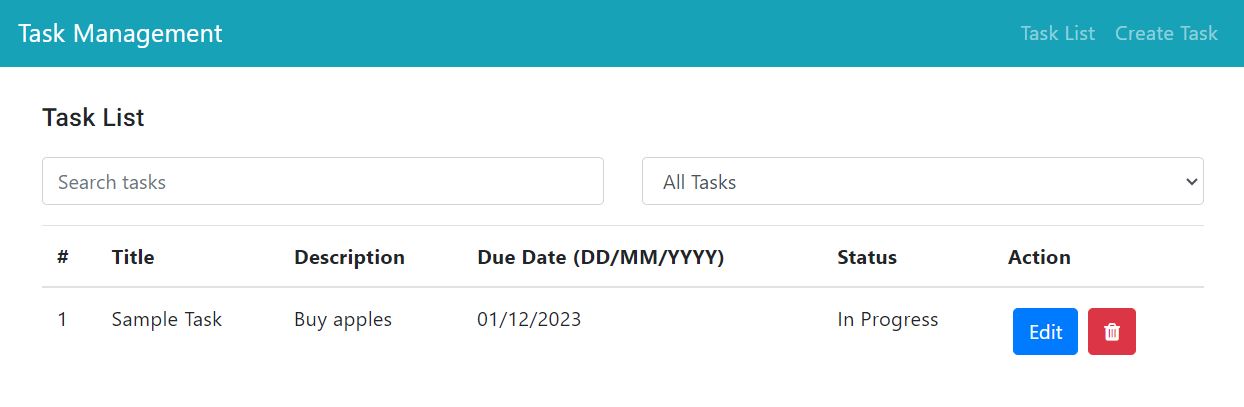 Task Management Task List Create Task
Task List
Search tasks All Tasks
# Title Description Due Date (DD/MM/YYYY) Status Action
1 Sample Task Buy apples 01/12/2023 In Progress Edit